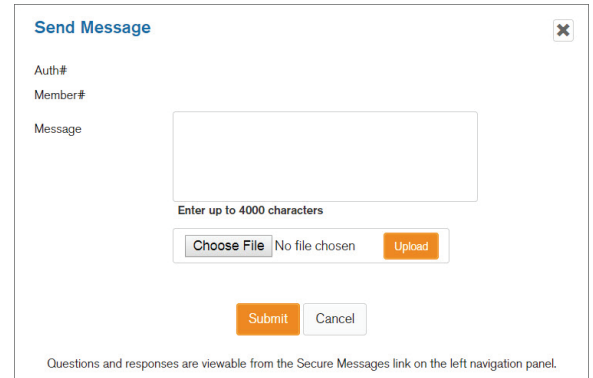 Send Message
Auth#
Member#
Message
Enter up to 4000 characters
Choose File No file chosen Upload
Submit Cancel
Questions and responses are viewable from the Secure Messages link on the left navigation panel.